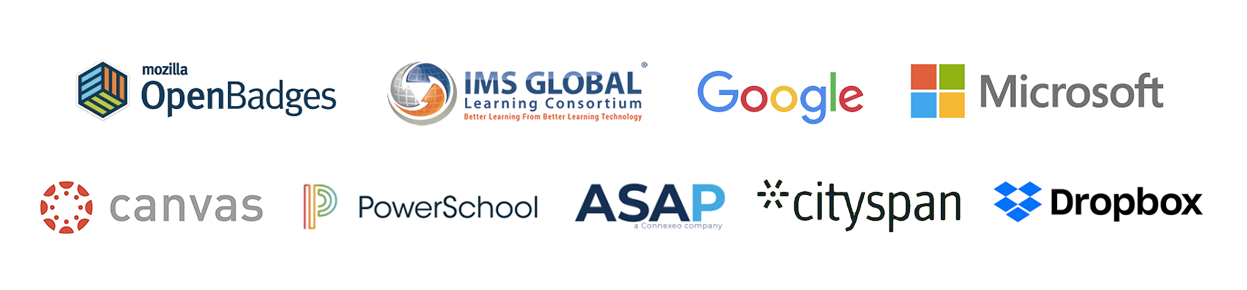 mozilla
OpenBadges
IMS GLOBAL®
Learning Consortium
Better Learning From Better Learning Technology
Google
Microsoft
canvas
PowerSchool
ASAP
a Connexeo company
cityspan
Dropbox